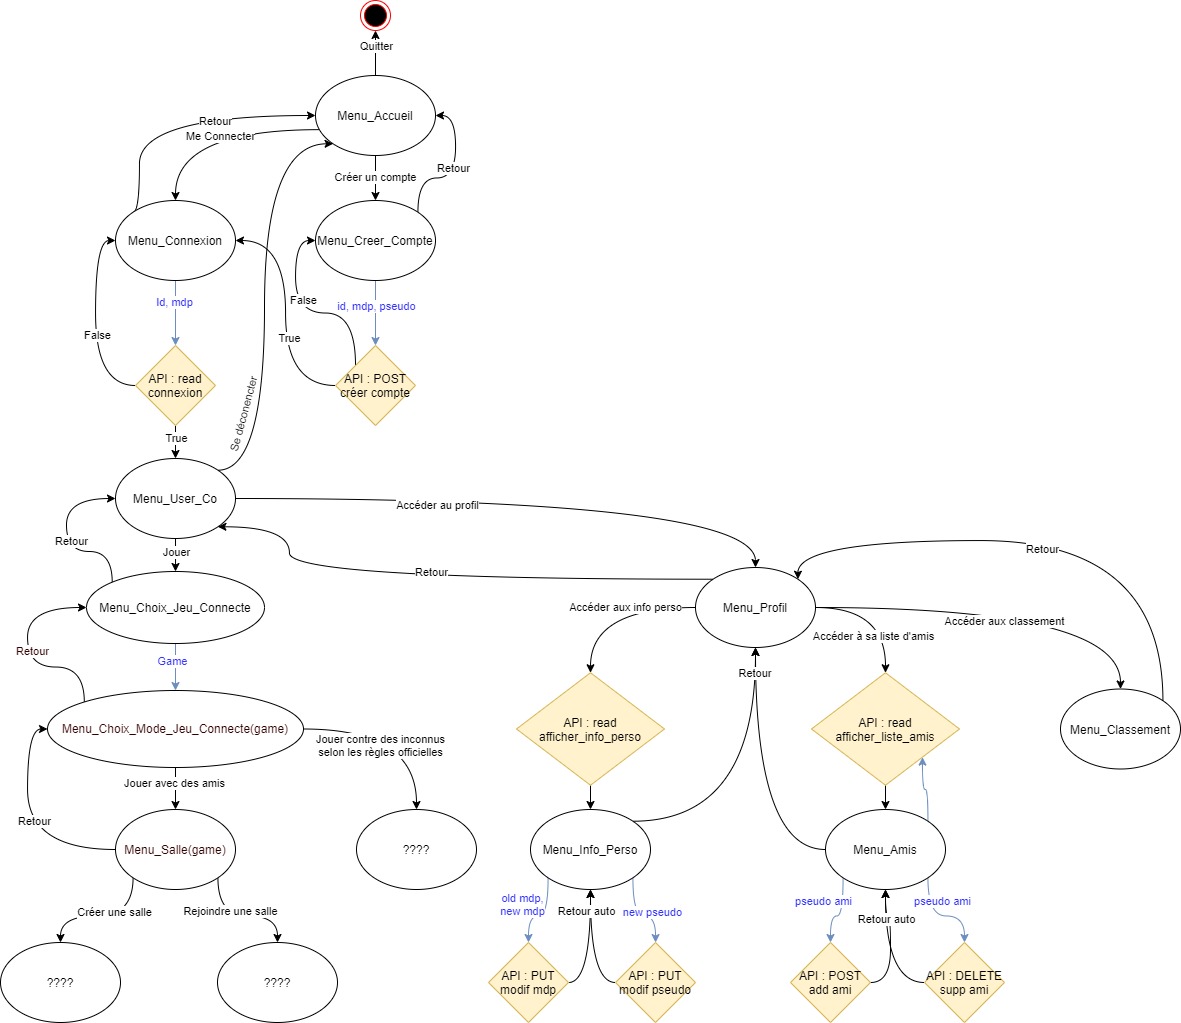 Quitter
Menu_Accueil
Retour
Me Connecter
Créer un compte
Retour
Menu_Connexion
Menu_Creer_Compte
Id, mdp
False
id, mdp, pseudo
False
True
API : read
connexion
API : POST
créer compte
Se déconencter
True
Menu_User_Co
Accéder au profil
Retour
Jouer
Retour
Retour
Menu_Choix_Jeu_Connecte
Accéder aux info perso
Menu_Profil
Accéder aux classement
Accéder à sa liste d'amis
Retour
Game
Retour
Menu_Choix_Mode_Jeu_Connecte(game)
Jouer contre des inconnus
selon les règles officielles
API : read
afficher_info_perso
API : read
afficher_liste_amis
Menu_Classement
Jouer avec des amis
Retour
Menu_Salle(game)
????
Menu_Info_Perso
Menu_Amis
Créer une salle
Rejoindre une salle
old mdp,
new mdp
Retour auto
new pseudo
pseudo ami
Retour auto
pseudo ami
????
????
API : PUT
modif mdp
API : PUT
modif pseudo
API : POST
add ami
API : DELETE
supp ami